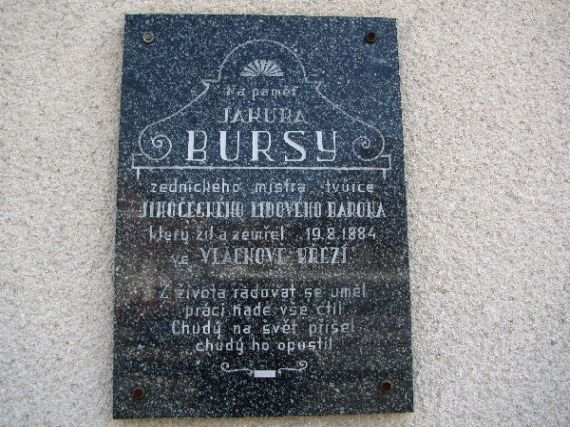 Na paměť
JAKUBA
BURSY
zednického mistra tvůrce
JIHOČESKÉHO LIDOVÉHO BAROKA
který žil a zemřel 19.8.1884
ve VLACHOVĚ BŘEZÍ
Z života radovat se uměl
práci nade vše ctil
Chudý na svět přišel
chudý ho opustil